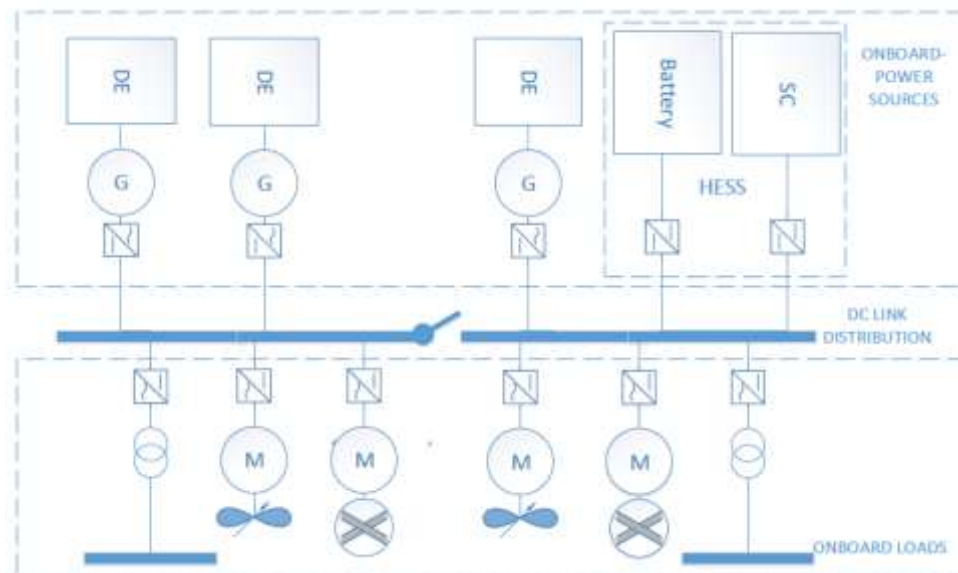 DE
DE
DE
Battery
SC
ONBOARD-
POWER
SOURCES
G
G
G
HESS
DC LINK
DISTRIBUTION
M
M
M
M
ONBOARD LOADS